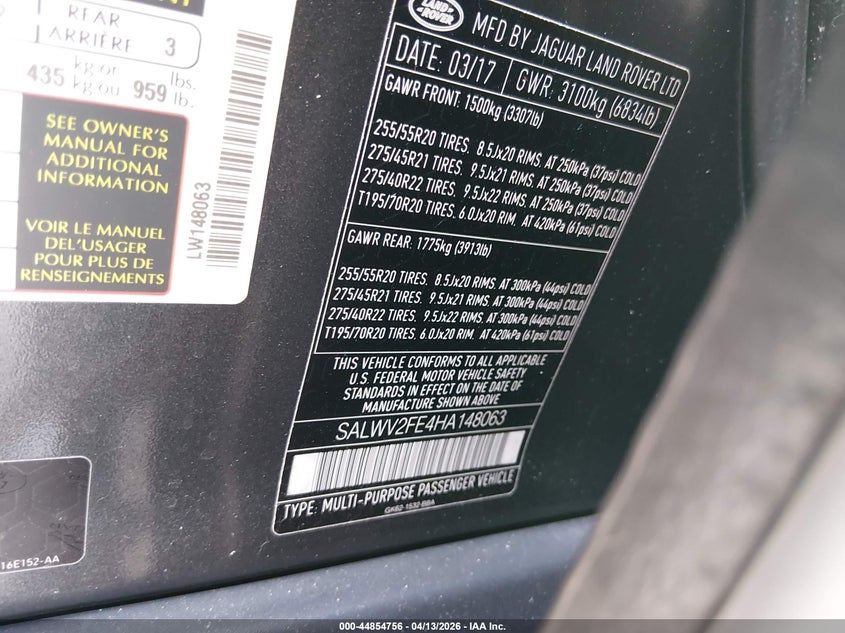 REAR
ARRIÈRE 3
kg or lbs.
435 kg ou 959 lb.
SEE OWNER'S
MANUAL FOR
ADDITIONAL
INFORMATION
VOIR LE MANUEL
DEL'USAGER
POUR PLUS DE
RENSEIGNEMENTS
LW148063
16E152-AA
LAND
ROVER
MFD BY JAGUAR LAND ROVER LTD
DATE: 03/17 GWR: 3100kg (6834lb)
GAWR FRONT: 1500kg (3307lb)
255/55R20 TIRES. 8.5Jx20 RIMS. AT 250kPa (37psi) COLD
275/45R21 TIRES. 9.5Jx21 RIMS. AT 250kPa (37psi) COLD
275/40R22 TIRES. 9.5Jx22 RIMS. AT 250kPa (37psi) COLD
T195/70R20 TIRES. 6.0Jx20 RIM. AT 420kPa (61psi) COLD
GAWR REAR: 1775kg (3913lb)
255/55R20 TIRES. 8.5Jx20 RIMS. AT 300kPa (44psi) COLD
275/45R21 TIRES. 9.5Jx21 RIMS. AT 300kPa (44psi) COLD
275/40R22 TIRES. 9.5Jx22 RIMS. AT 300kPa (44psi) COLD
T195/70R20 TIRES. 6.0Jx20 RIM. AT 420kPa (61psi) COLD
THIS VEHICLE CONFORMS TO ALL APPLICABLE
U.S. FEDERAL MOTOR VEHICLE SAFETY
STANDARDS IN EFFECT ON THE DATE OF
MANUFACTURE SHOWN ABOVE
SALWV2FE4HA148063
TYPE: MULTI-PURPOSE PASSENGER VEHICLE
GK62-1532-BBA
000-44854756 - 04/13/2026 - IAA Inc.